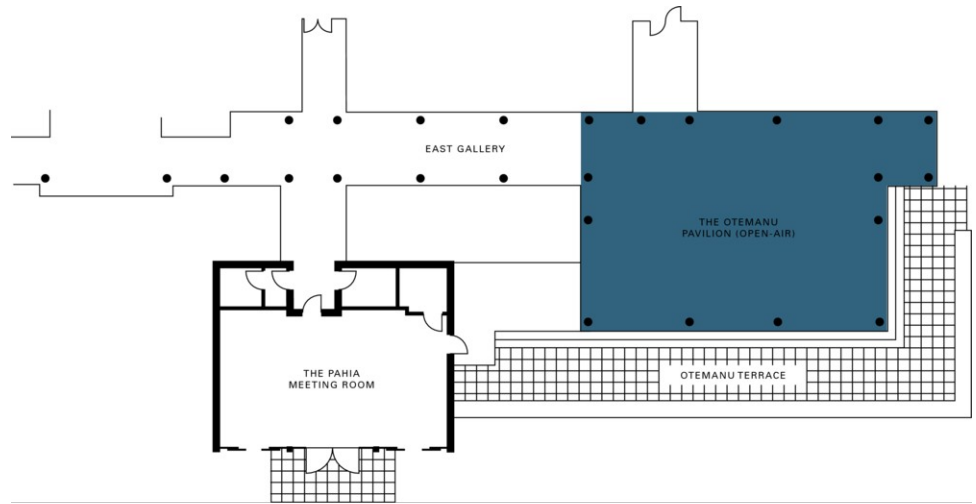 EAST GALLERY
THE OTEMANU
PAVILION (OPEN-AIR)
THE PAHIA
MEETING ROOM
OTEMANU TERRACE